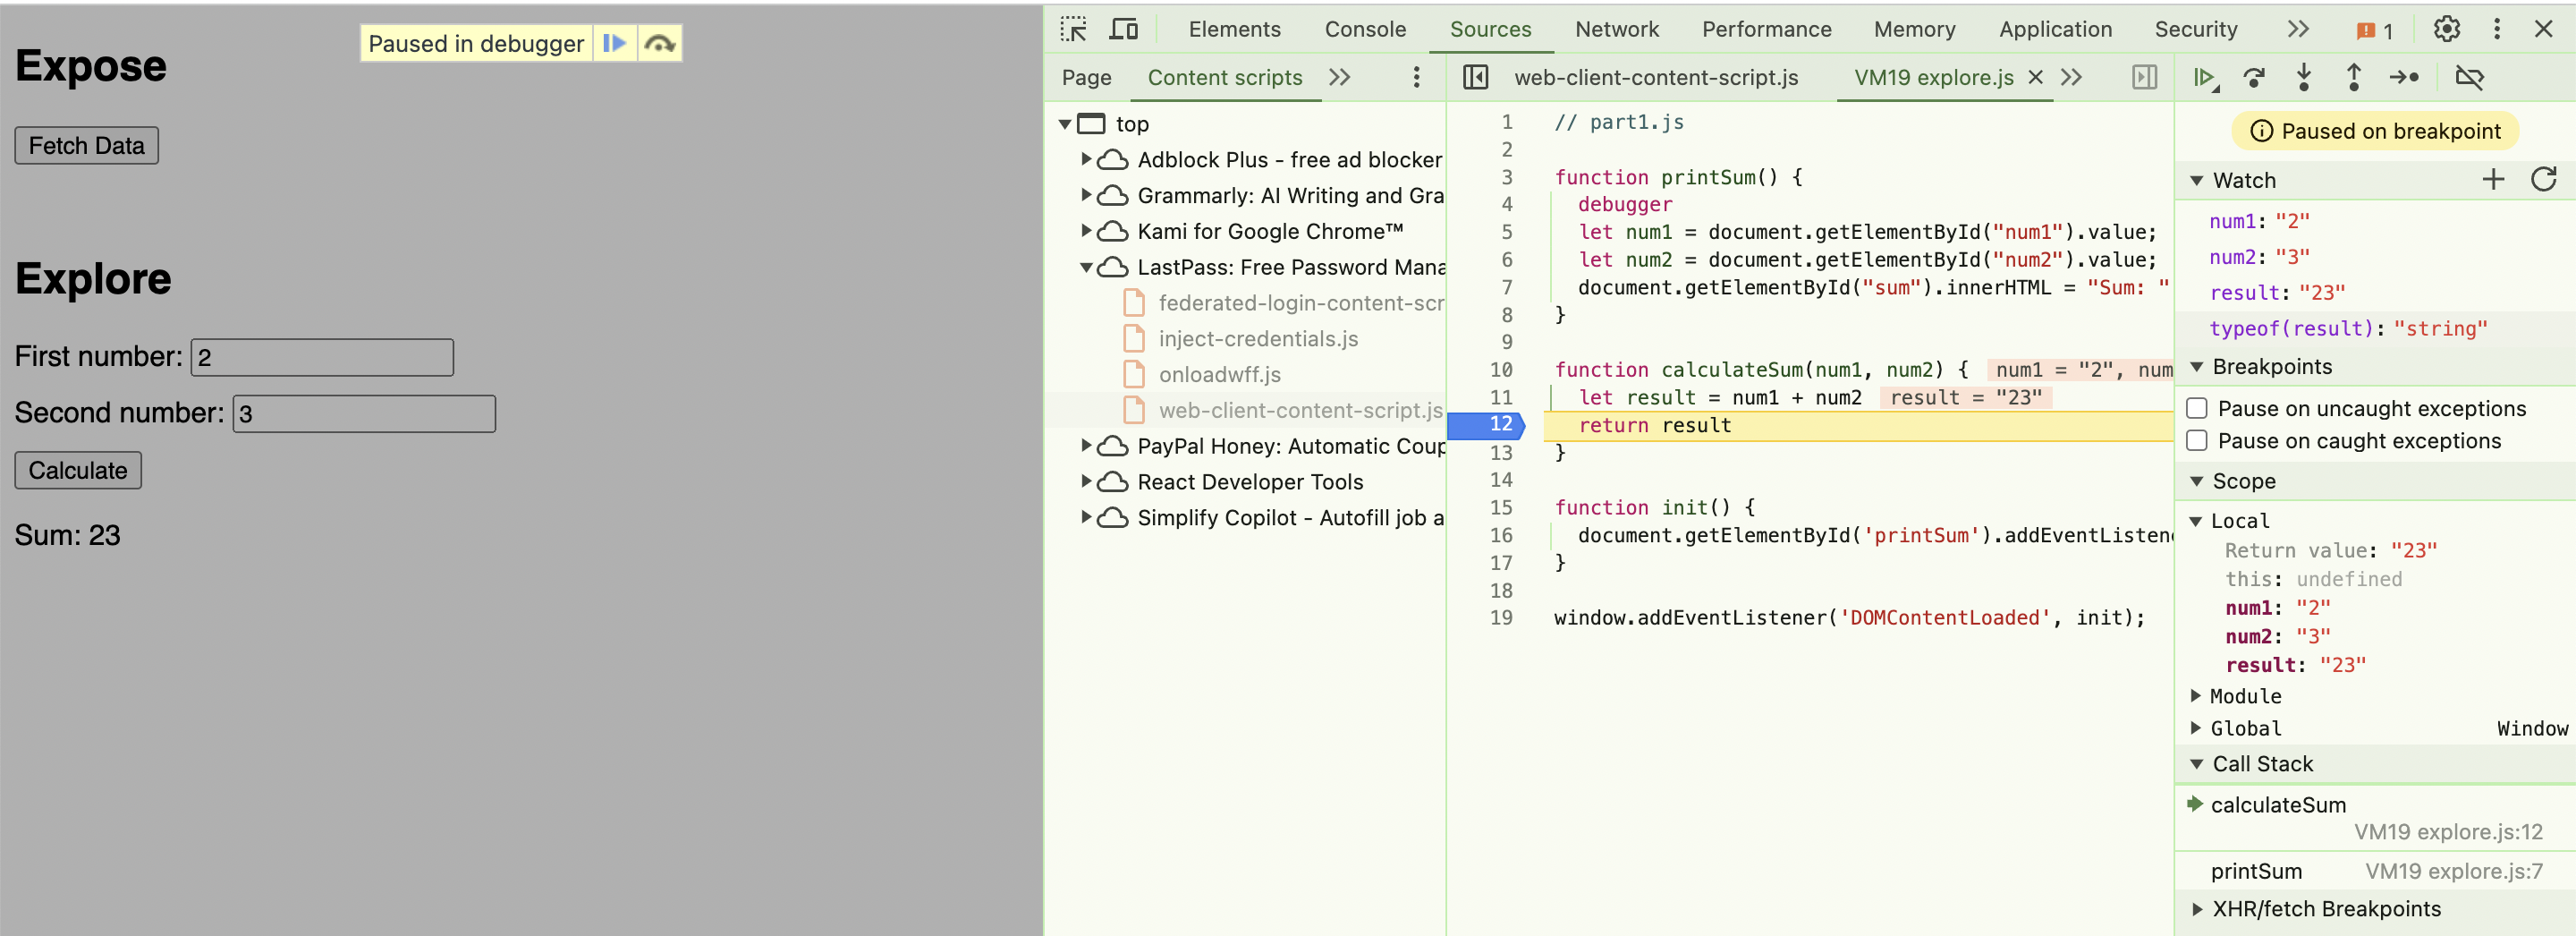 Paused in debugger
Expose
Fetch Data
Explore
First number: 2
Second number: 3
Calculate
Sum: 23
Elements Console Sources Network Performance Memory Application Security 1
Page Content scripts
top
Adblock Plus - free ad blocker
Grammarly: AI Writing and Gra
Kami for Google Chrome™
LastPass: Free Password Mana
federated-login-content-scr
inject-credentials.js
onloadwff.js
web-client-content-script.js
PayPal Honey: Automatic Coup
React Developer Tools
Simplify Copilot - Autofill job a
web-client-content-script.js VM19 explore.js
1 // part1.js
2
3 function printSum() {
4 debugger
5 let num1 = document.getElementById("num1").value;
6 let num2 = document.getElementById("num2").value;
7 document.getElementById("sum").innerHTML = "Sum: "
8 }
9
10 function calculateSum(num1, num2) { num1 = "2", num
11 let result = num1 + num2 result = "23"
12 return result
13 }
14
15 function init() {
16 document.getElementById('printSum').addEventListene
17 }
18
19 window.addEventListener('DOMContentLoaded', init);
Paused on breakpoint
Watch
num1: "2"
num2: "3"
result: "23"
typeof(result): "string"
Breakpoints
Pause on uncaught exceptions
Pause on caught exceptions
Scope
Local
Return value: "23"
this: undefined
num1: "2"
num2: "3"
result: "23"
Module
Global Window
Call Stack
calculateSum
VM19 explore.js:12
printSum VM19 explore.js:7
XHR/fetch Breakpoints